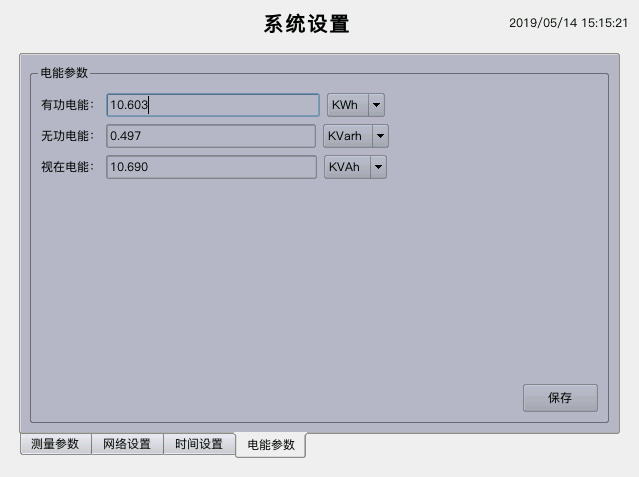 系统设置
2019/05/14 15:15:21
电能参数
有功电能： 10.603 KWh
无功电能： 0.497 KVarh
视在电能： 10.690 KVAh
保存
测量参数 网络设置 时间设置 电能参数